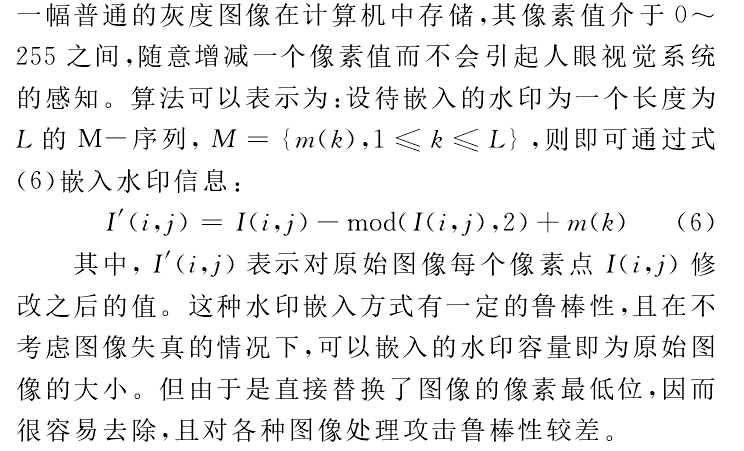 一幅普通的灰度图像在计算机中存储,其像素值介于 0～
255 之间,随意增减一个像素值而不会引起人眼视觉系统
的感知。算法可以表示为:设待嵌入的水印为一个长度为
L 的 M－序列, M = {m(k),1 ⩽ k ⩽ L} ,则即可通过式
(6)嵌入水印信息:
I′(i,j) = I(i,j) − mod(I(i,j),2) + m(k) (6)
其中, I′(i,j) 表示对原始图像每个像素点 I(i,j) 修
改之后的值。这种水印嵌入方式有一定的鲁棒性,且在不
考虑图像失真的情况下,可以嵌入的水印容量即为原始图
像的大小。但由于是直接替换了图像的像素最低位,因而
很容易去除,且对各种图像处理攻击鲁棒性较差。